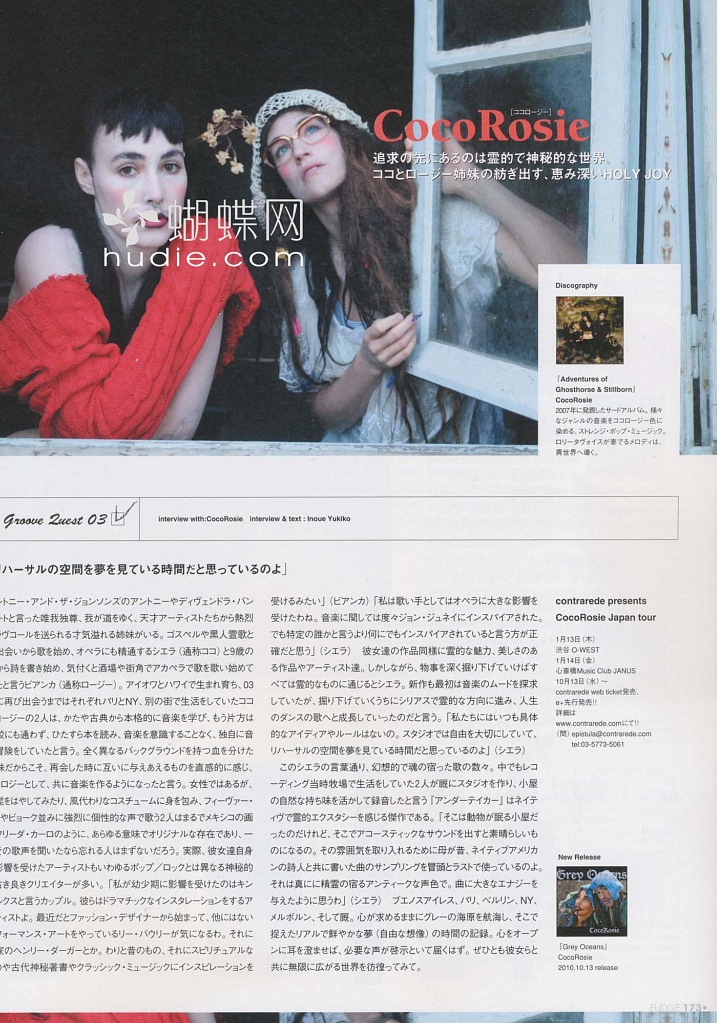 [ココロージー]
CocoRosie
追求の先にあるのは霊的で神秘的な世界。
ココとロージー姉妹の紡ぎ出す、恵み深いHOLY JOY
蝴蝶网
hudie.com
Discography
『Adventures of
Ghosthorse & Stillborn』
CocoRosie
2007年に発表したサードアルバム。様々
なジャンルの音楽をココロージー色に
染める、ストレンジ・ポップ・ミュージック。
ロリータヴォイスが奏でるメロディは、
異世界へ導く。
Groove Quest 03
interview with:CocoRosie interview & text : Inoue Yukiko
リハーサルの空間を夢を見ている時間だと思っているのよ」
ントニー・アンド・ザ・ジョンソンズのアントニーやディヴェンドラ・バン
ートと言った唯我独尊、我が道をゆく、天才アーティストたちから熱烈
ラヴコールを送られる才気溢れる姉妹がいる。ゴスペルや黒人霊歌と
出会いから歌を始め、オペラにも精通するシエラ（通称ココ）と9歳の
から詩を書き始め、気付くと酒場や街角でアカペラで歌を歌い始めて
たと言うビアンカ（通称ロージー）。アイオワとハワイで生まれ育ち、03
に再び出会うまではそれぞれパリとNY、別の街で生活をしていたココ
ロージーの2人は、かたや古典から本格的に音楽を学び、もう片方は
校にも通わず、ひたすら本を読み、音楽を意識することなく、独自に音
冒険をしていたと言う。全く異なるバックグラウンドを持つ血を分けた
妹だからこそ、再会した時に互いに与えあえるものを直感的に感じ、
ロージーとして、共に音楽を作るようになったと言う。女性ではあるが、
髭をはやしてみたり、風代わりなコスチュームに身を包み、フィーヴァー・
やビョーク並みに強烈に個性的な声で歌う2人はまるでメキシコの画
フリーダ・カーロのように、あらゆる意味でオリジナルな存在であり、一
その歌声を聞いたなら忘れる人はまずいだろう。実際、彼女達自身
影響を受けたアーティストもいわゆるポップ／ロックとは異なる神秘的
古き良きクリエイターが多い。「私が幼少期に影響を受けたのはキン
ックスと言うカップル。彼らはドラマチックなインスタレーションをするア
ティストよ。最近だとファッション・デザイナーから始まって、他にはない
フォーマンス・アートをやっているリー・バウリーが気になるわ。それに
家のヘンリー・ダーガーとか。わりと昔のもの、それにスピリチュアルな
のや古代神秘著書やクラッシック・ミュージックにインスピレーションを
受けるみたい」（ビアンカ）「私は歌い手としてはオペラに大きな影響を
受けたわね。音楽に関しては度々ジョン・ジュネイにインスパイアされた。
でも特定の誰かと言うより何にでもインスパイアされていると言う方が正
確だと思う」（シエラ） 彼女達の作品同様に霊的な魅力、美しさのあ
る作品やアーティスト達。しかしながら、物事を深く掘り下げていけばす
べては霊的なものに通じるとシエラ。新作も最初は音楽のムードを探求
していたが、掘り下げていくうちにシリアスで霊的な方向に進み、人生
のダンスの歌へと成長していったのだと言う。「私たちにはいつも具体
的なアイディアやルールはないの。スタジオでは自由を大切にしていて、
リハーサルの空間を夢を見ている時間だと思っているのよ」（シエラ）
このシエラの言葉通り、幻想的で魂の宿った歌の数々。中でもレコ
ーディング当時牧場で生活をしていた2人が厩にスタジオを作り、小屋
の自然な持ち味を活かして録音したと言う『アンダーテイカー』はネイテ
ィヴで霊的エクスタシーを感じる傑作である。「そこは動物が眠る小屋だ
ったのだけれど、そこでアコースティックなサウンドを出すと素晴らしいも
のになるの。その雰囲気を取り入れるために母が昔、ネイティブアメリカ
ンの詩人と共に書いた曲のサンプリングを冒頭とラストで使っているのよ。
それは真にに精霊の宿るアンティークな声色で。曲に大きなエナジーを
与えたように思うわ」（シエラ） ブエノスアイレス、パリ、ベルリン、NY、
メルボルン、そして厩。心が求めるままにグレーの海原を航海し、そこで
捉えたリアルで鮮やかな夢（自由な想像）の時間の記録。心をオープ
ンに耳を澄ませば、必要な声が啓示とい て届くはず。ぜひとも彼女らと
共に無限に広がる世界を彷徨ってみて。
contrarede presents
CocoRosie Japan tour
1月13日（木）
渋谷 O-WEST
1月14日（金）
心斎橋Music Club JANUS
10月13日（水）～
contrarede web ticket発売、
e+先行発売!!
詳細は
www.contrarede.comにて!!
（問）epistula@contrarede.com
tel:03-5773-5061
New Release
Grey Oceans
CocoRosie
『Grey Oceans』
CocoRosie
2010.10.13 release
FUDGE 173